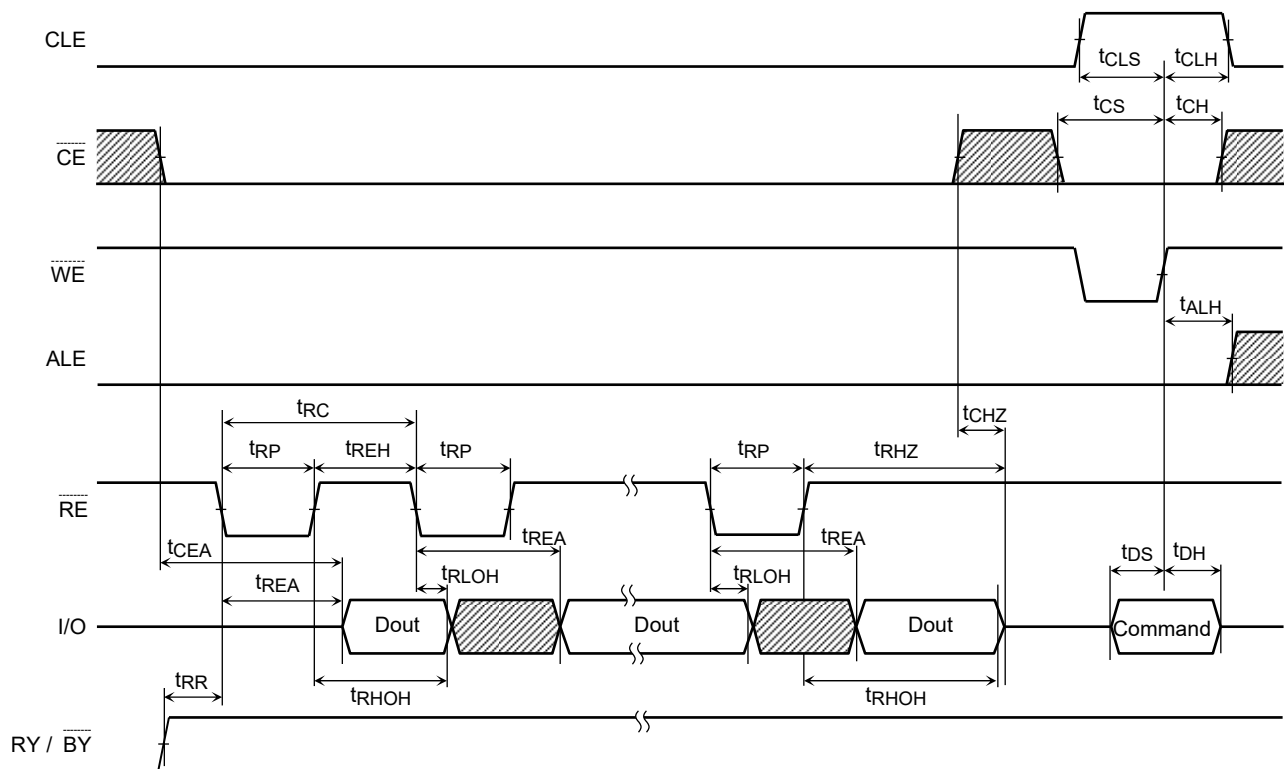 CLE
tCLS tCLH
tCS tCH
CE
WE
tALH
ALE
tRC
tCHZ
tRP tREH tRP tRP tRHZ
RE
tCEA tREA tREA
tREA tRLOH tRLOH tDS tDH
I/O Dout Dout Dout Command
tRR tRHOH tRHOH
RY / BY